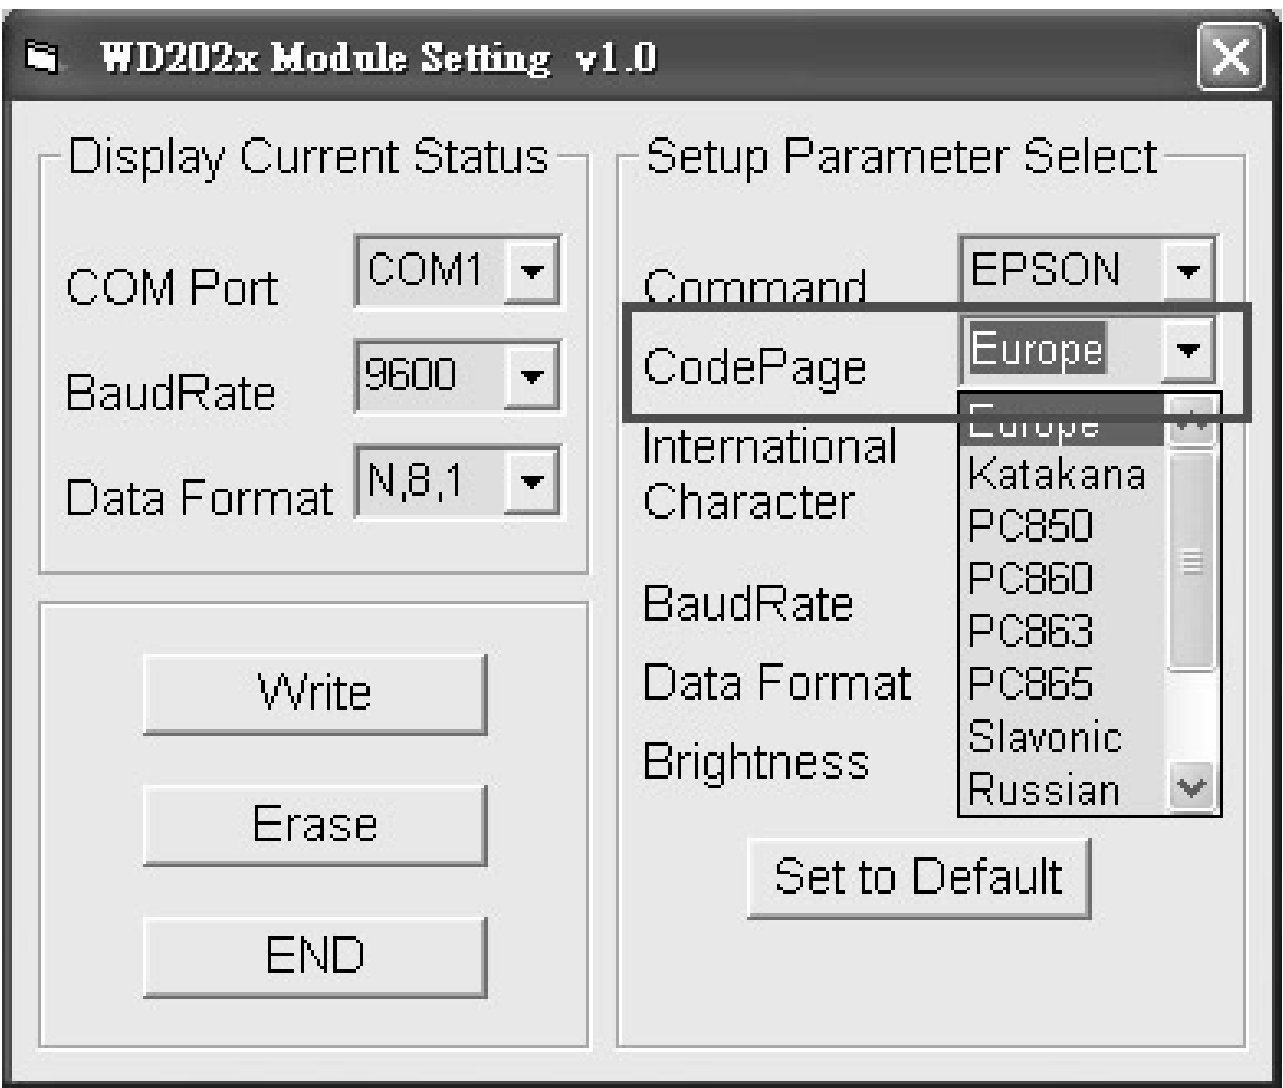 WD202x Module Setting v1.0
Display Current Status
COM Port
COM1
BaudRate
9600
Data Format
N,8,1
Write
Erase
END
Setup Parameter Select
Command
EPSON
CodePage
Europe
Europe
Katakana
PC850
PC860
PC863
PC865
Slavonic
Russian
International
Character
BaudRate
Data Format
Brightness
Set to Default